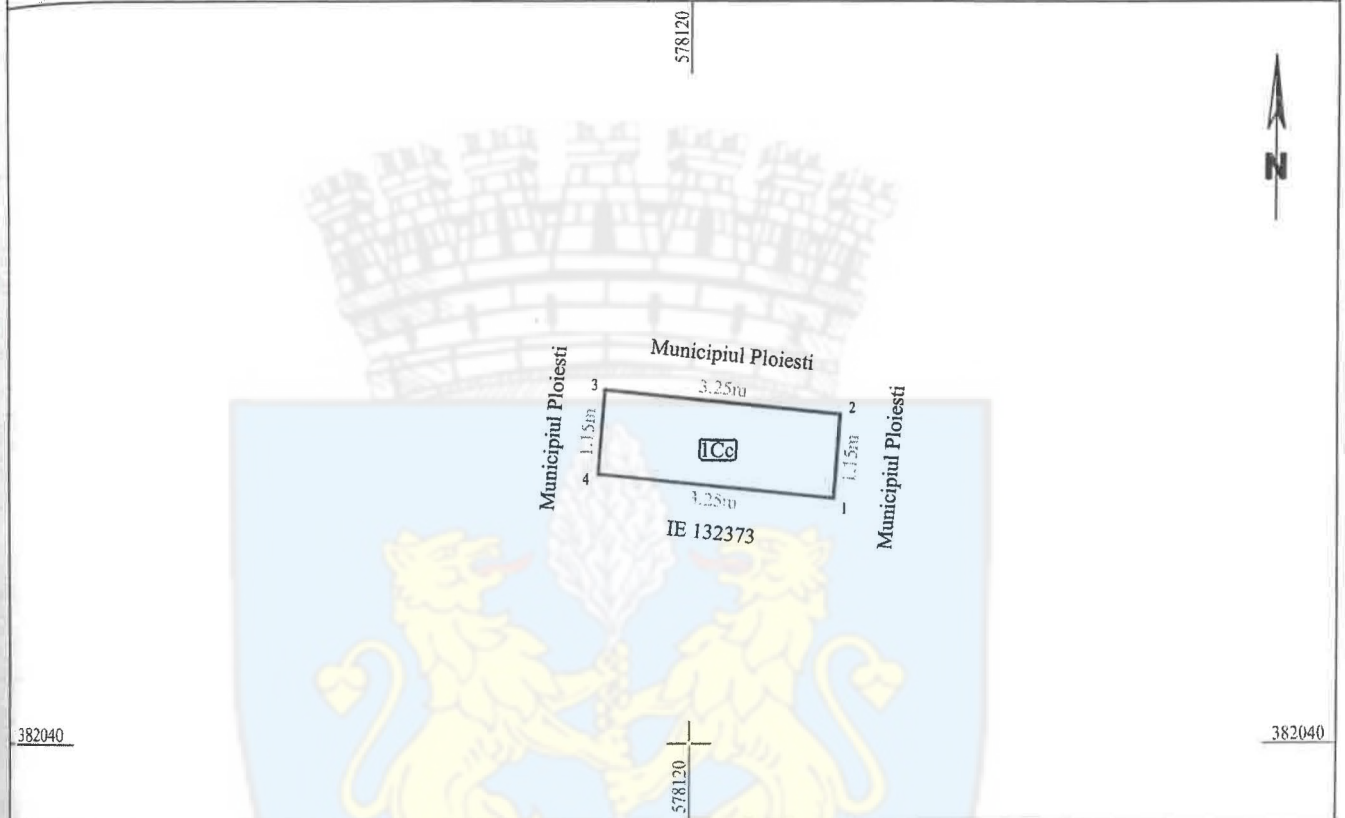 578120
N
Municipiul Ploiesti
Municipiul Ploiesti
3
3.25m
2
Municipiul Ploiesti
1.15m
1Cc
1.15m
4
3.25m
1
IE 132373
382040
382040
578120